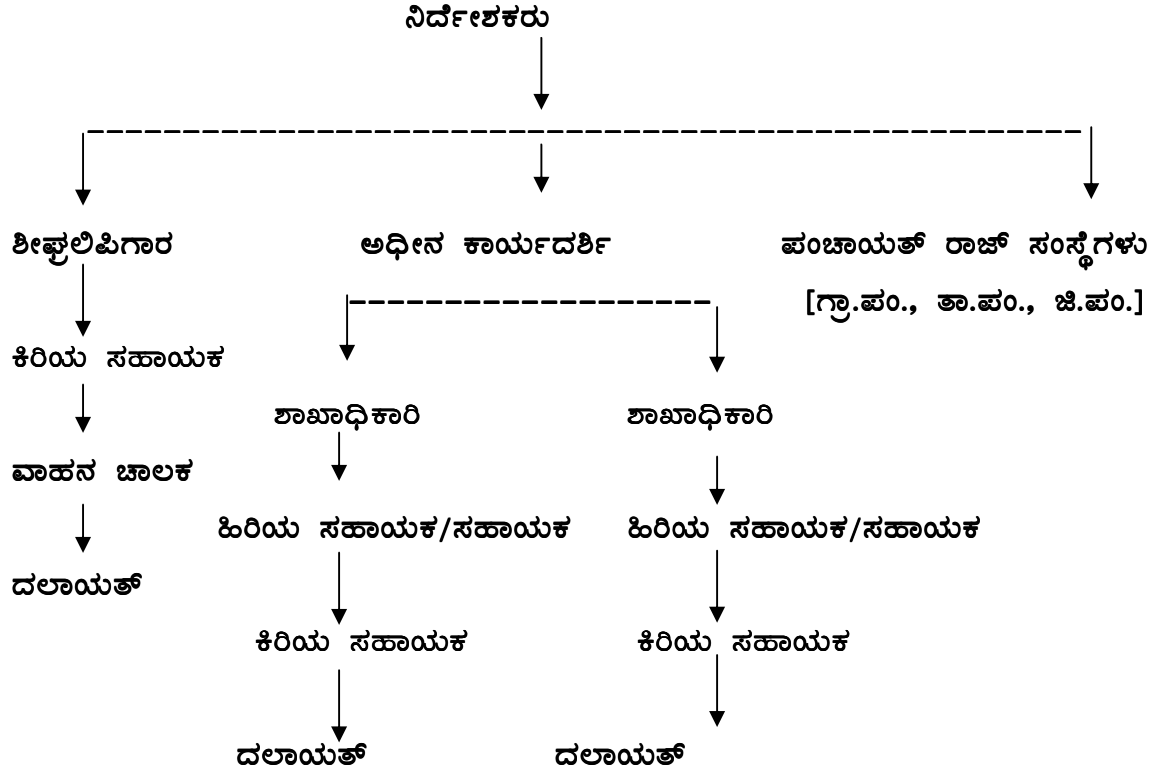 ನಿರ್ದೇಶಕರು
ಶೀಘ್ರಲಿಪಿಗಾರ ಅಧೀನ ಕಾರ್ಯದರ್ಶಿ ಪಂಚಾಯತ್ ರಾಜ್ ಸಂಸ್ಥೆಗಳು
[ಗ್ರಾ.ಪಂ., ತಾ.ಪಂ., ಜಿ.ಪಂ.]
ಕಿರಿಯ ಸಹಾಯಕ
ಶಾಖಾಧಿಕಾರಿ ಶಾಖಾಧಿಕಾರಿ
ವಾಹನ ಚಾಲಕ
ಹಿರಿಯ ಸಹಾಯಕ/ಸಹಾಯಕ ಹಿರಿಯ ಸಹಾಯಕ/ಸಹಾಯಕ
ದಲಾಯತ್
ಕಿರಿಯ ಸಹಾಯಕ ಕಿರಿಯ ಸಹಾಯಕ
ದಲಾಯತ್ ದಲಾಯತ್